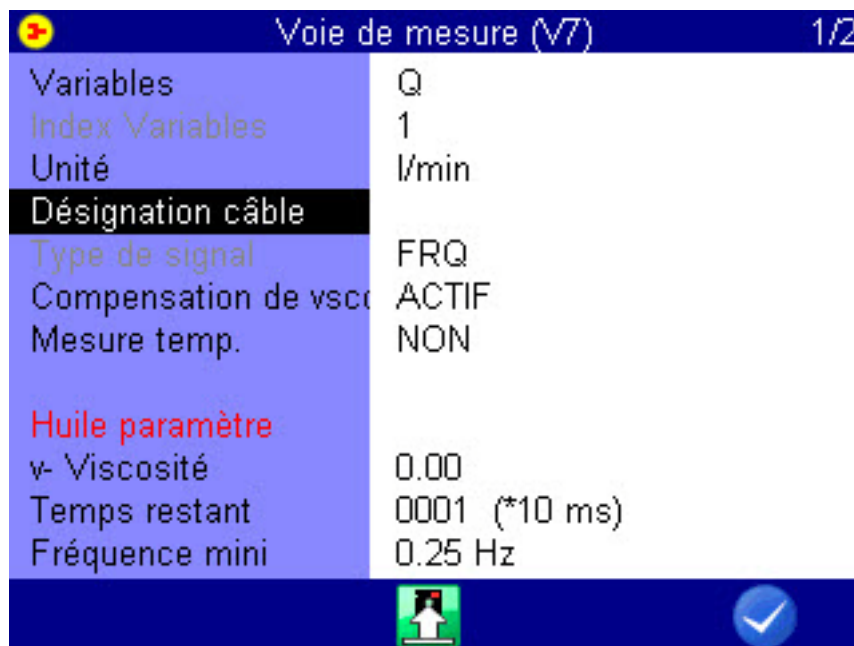 Voie de mesure (V7) 1/2
Variables Q
Index Variables 1
Unité l/min
Désignation câble
Type de signal FRQ
Compensation de vsco ACTIF
Mesure temp. NON
Huile paramètre
v- Viscosité 0.00
Temps restant 0001 (*10 ms)
Fréquence mini 0.25 Hz